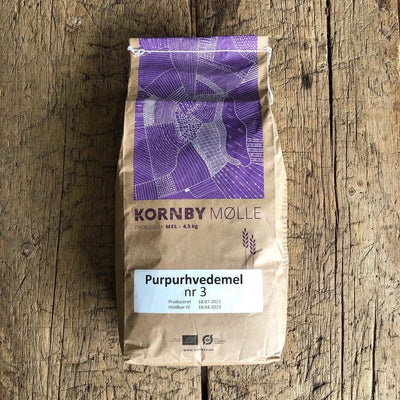 KORNBY MØLLE
ØKOLOGISK MEL - 4,5 kg
Purpurhvedemel
nr 3
Produceret 18.07.2022
Holdbar til 18.04.2023